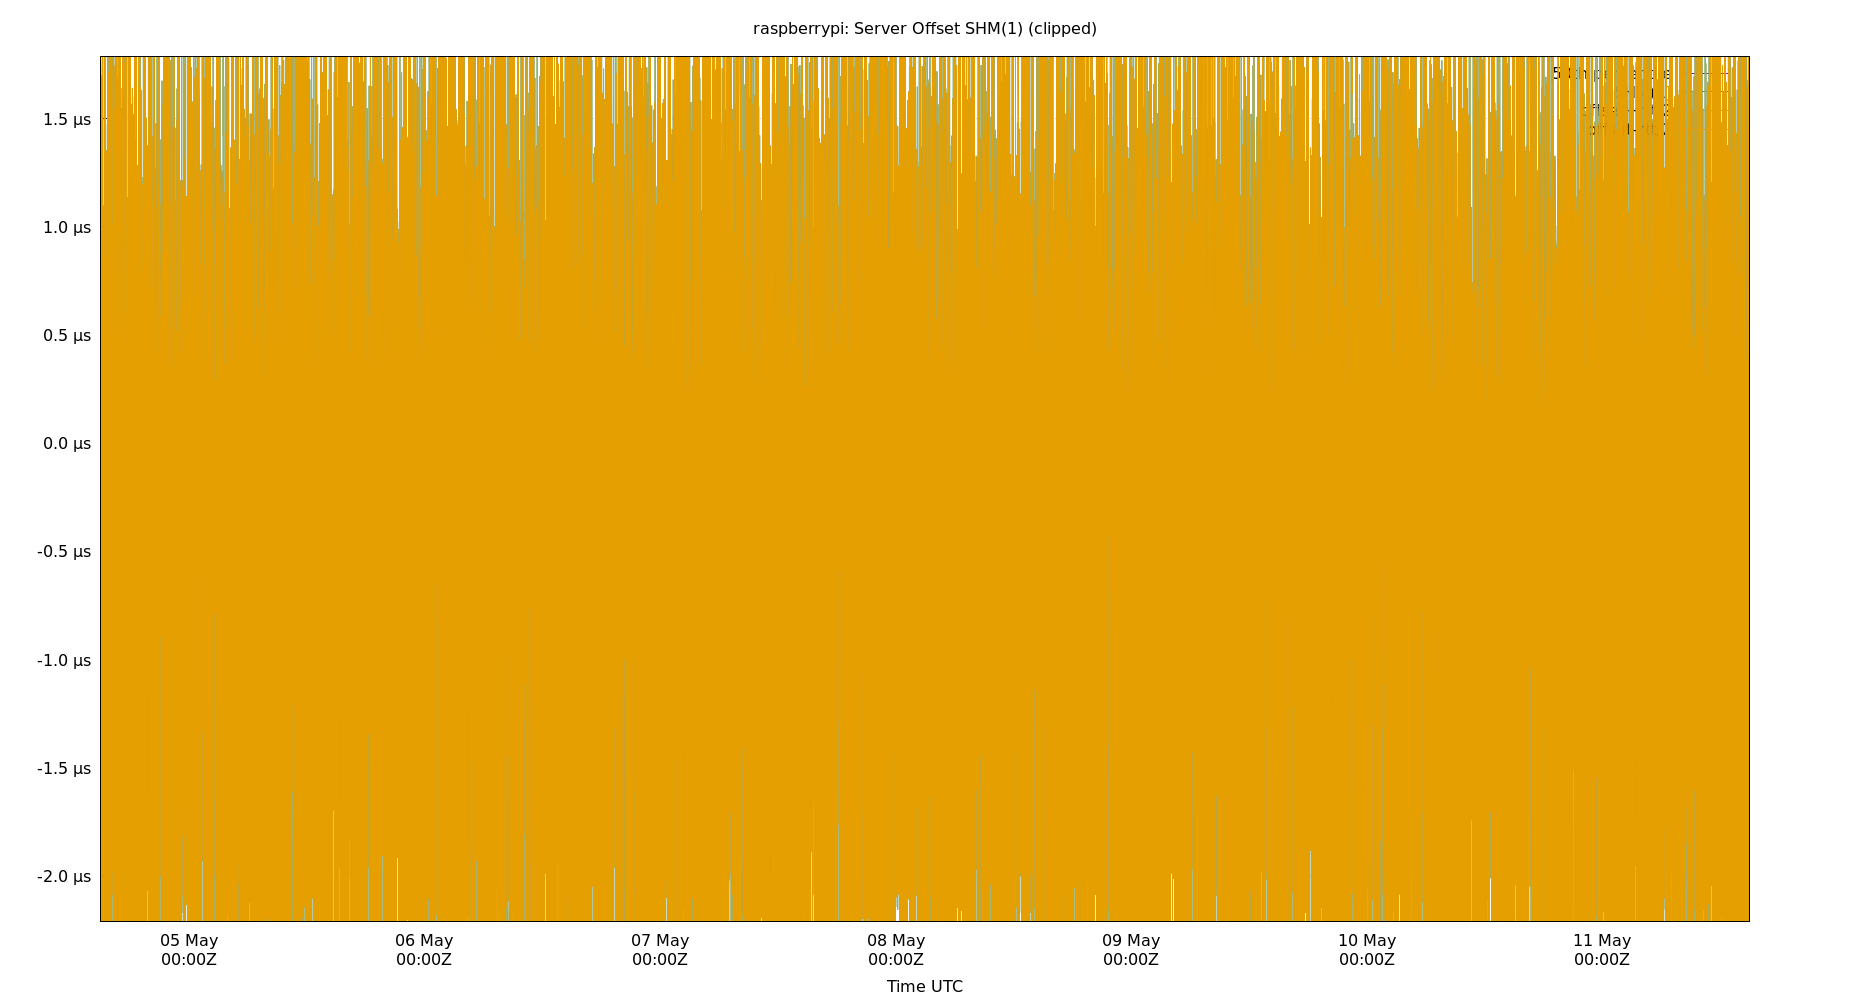 raspberrypi: Server Offset SHM(1) (clipped)
1.5 μs
1.0 μs
0.5 μs
0.0 μs
-0.5 μs
-1.0 μs
-1.5 μs
-2.0 μs
05 May 06 May 07 May 08 May 09 May 10 May 11 May
00:00Z 00:00Z 00:00Z 00:00Z 00:00Z 00:00Z 00:00Z
Time UTC